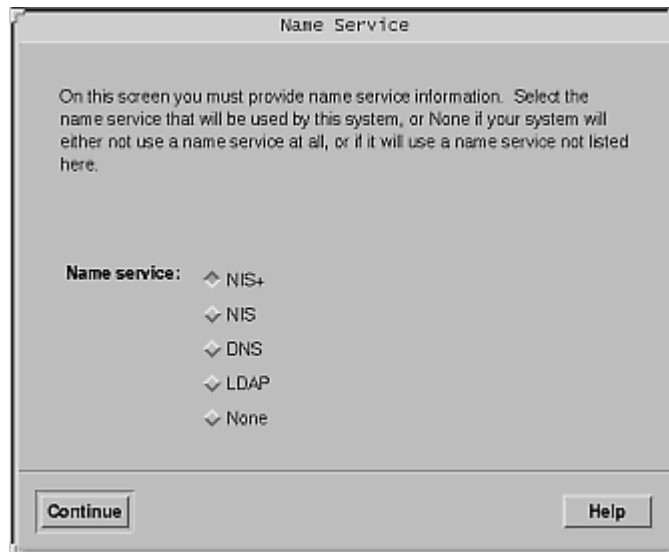 Name Service
On this screen you must provide name service information. Select the
name service that will be used by this system, or None if your system will
either not use a name service at all, or if it will use a name service not listed
here.
Name service:
NIS+
NIS
DNS
LDAP
None
Continue
Help